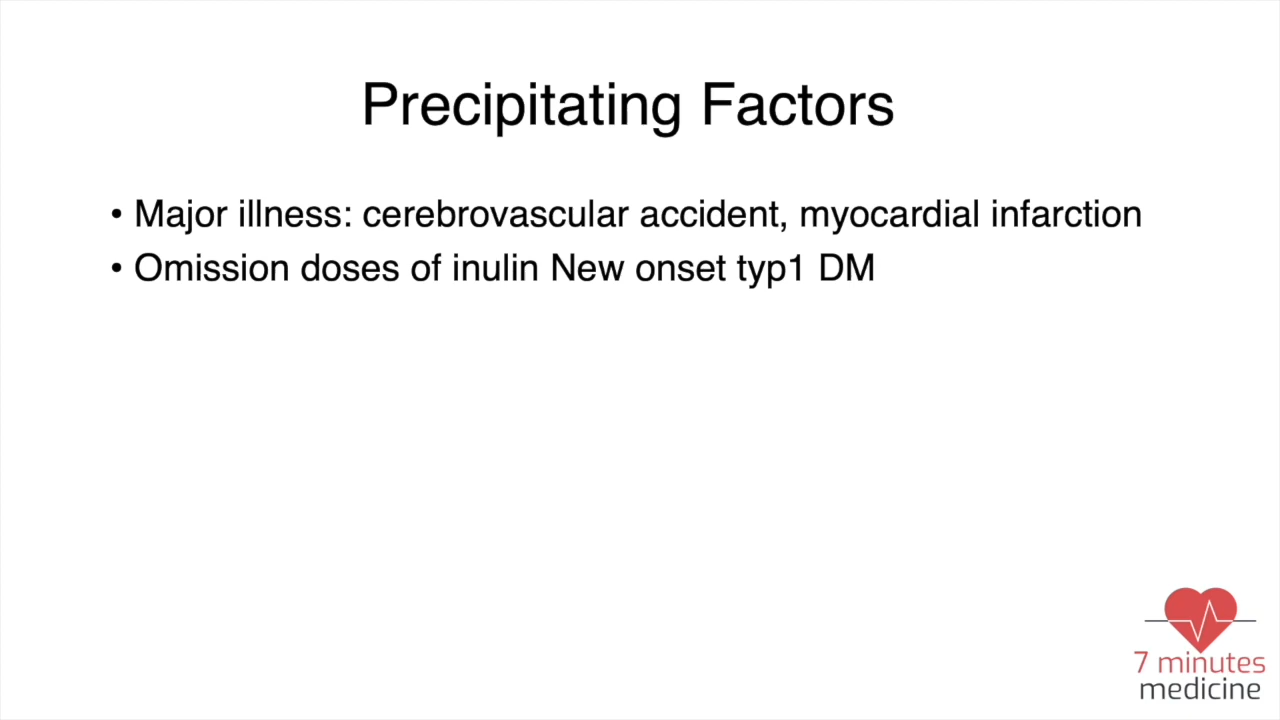 Precipitating Factors
• Major illness: cerebrovascular accident, myocardial infarction
• Omission doses of inulin New onset typ1 DM
7 minutes
medicine